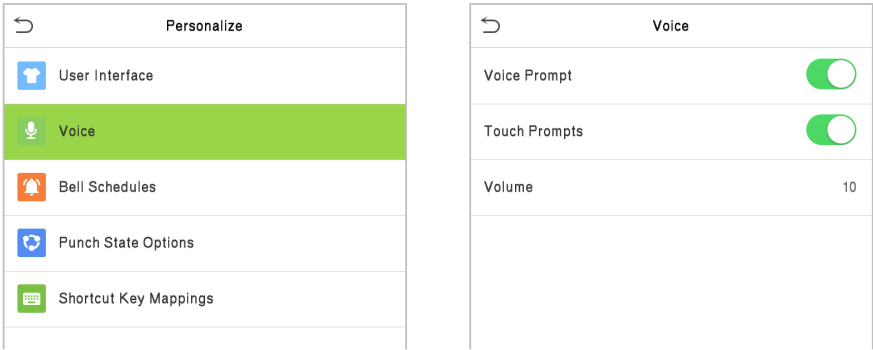 Personalize
User Interface
Voice
Bell Schedules
Punch State Options
Shortcut Key Mappings
Voice
Voice Prompt
Touch Prompts
Volume 10